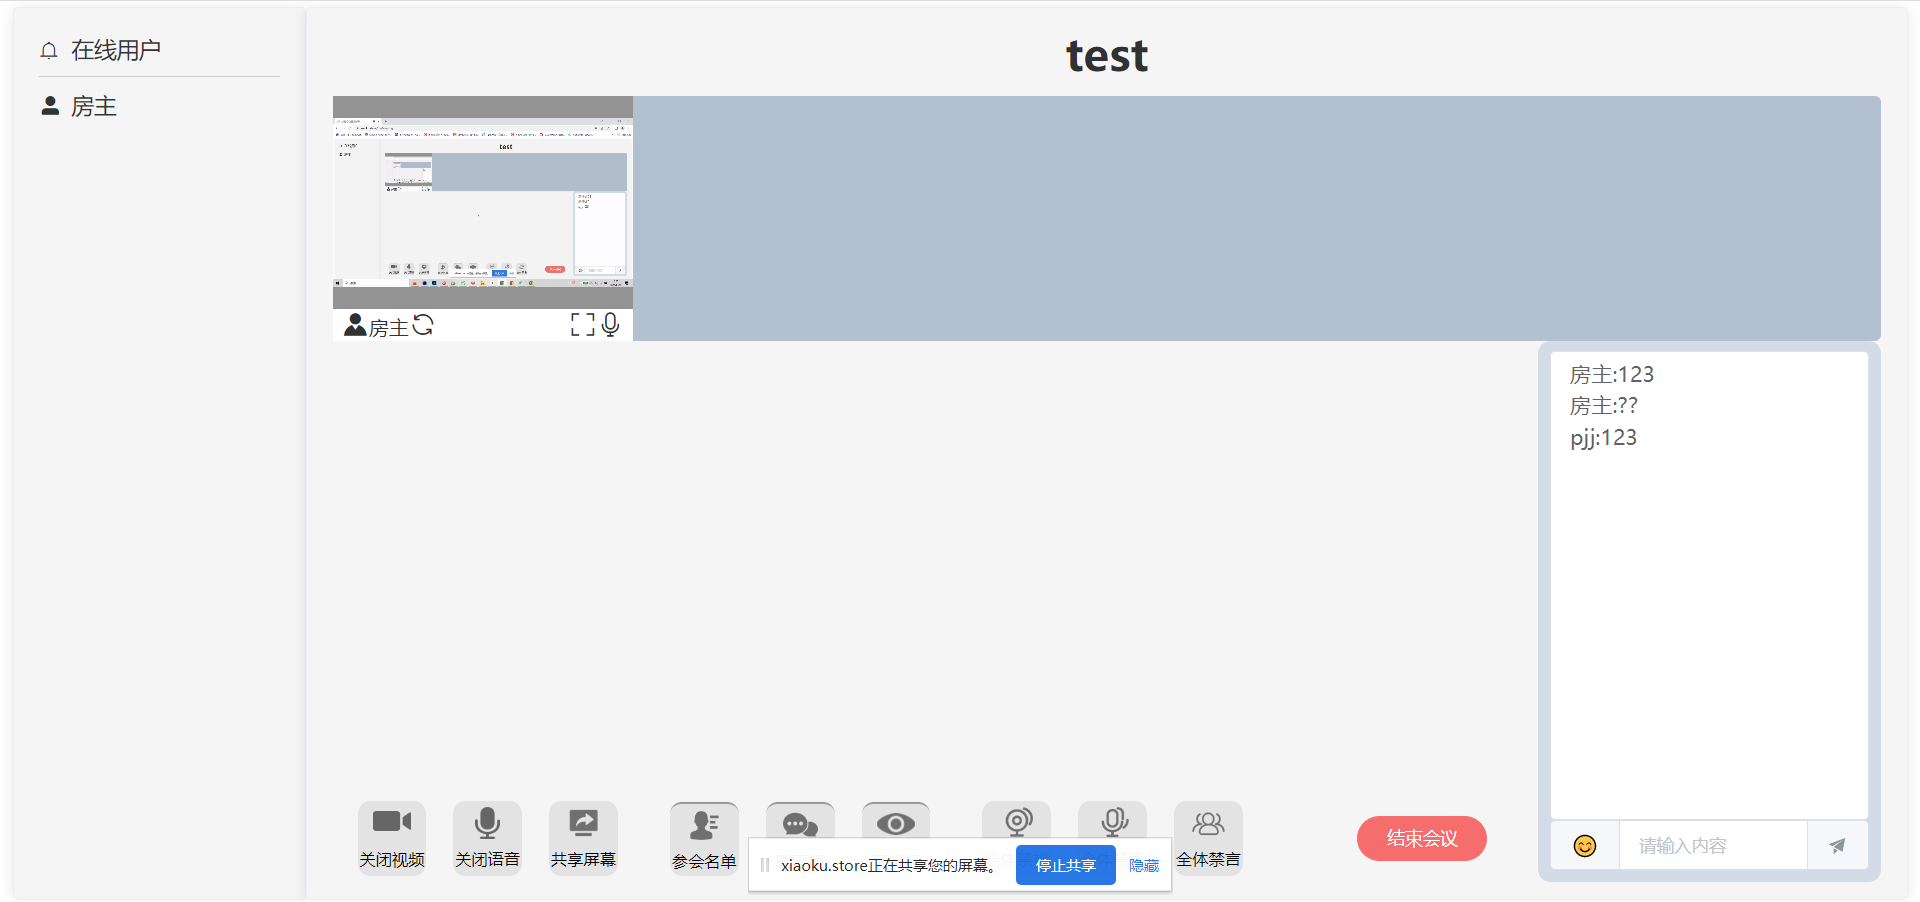 在线用户
房主
test
test
房主
房主:123
房主:??
pjj:123
关闭视频
关闭语音
共享屏幕
参会名单
全体禁言
结束会议
请输入内容
xiaoku.store正在共享您的屏幕。
停止共享
隐藏